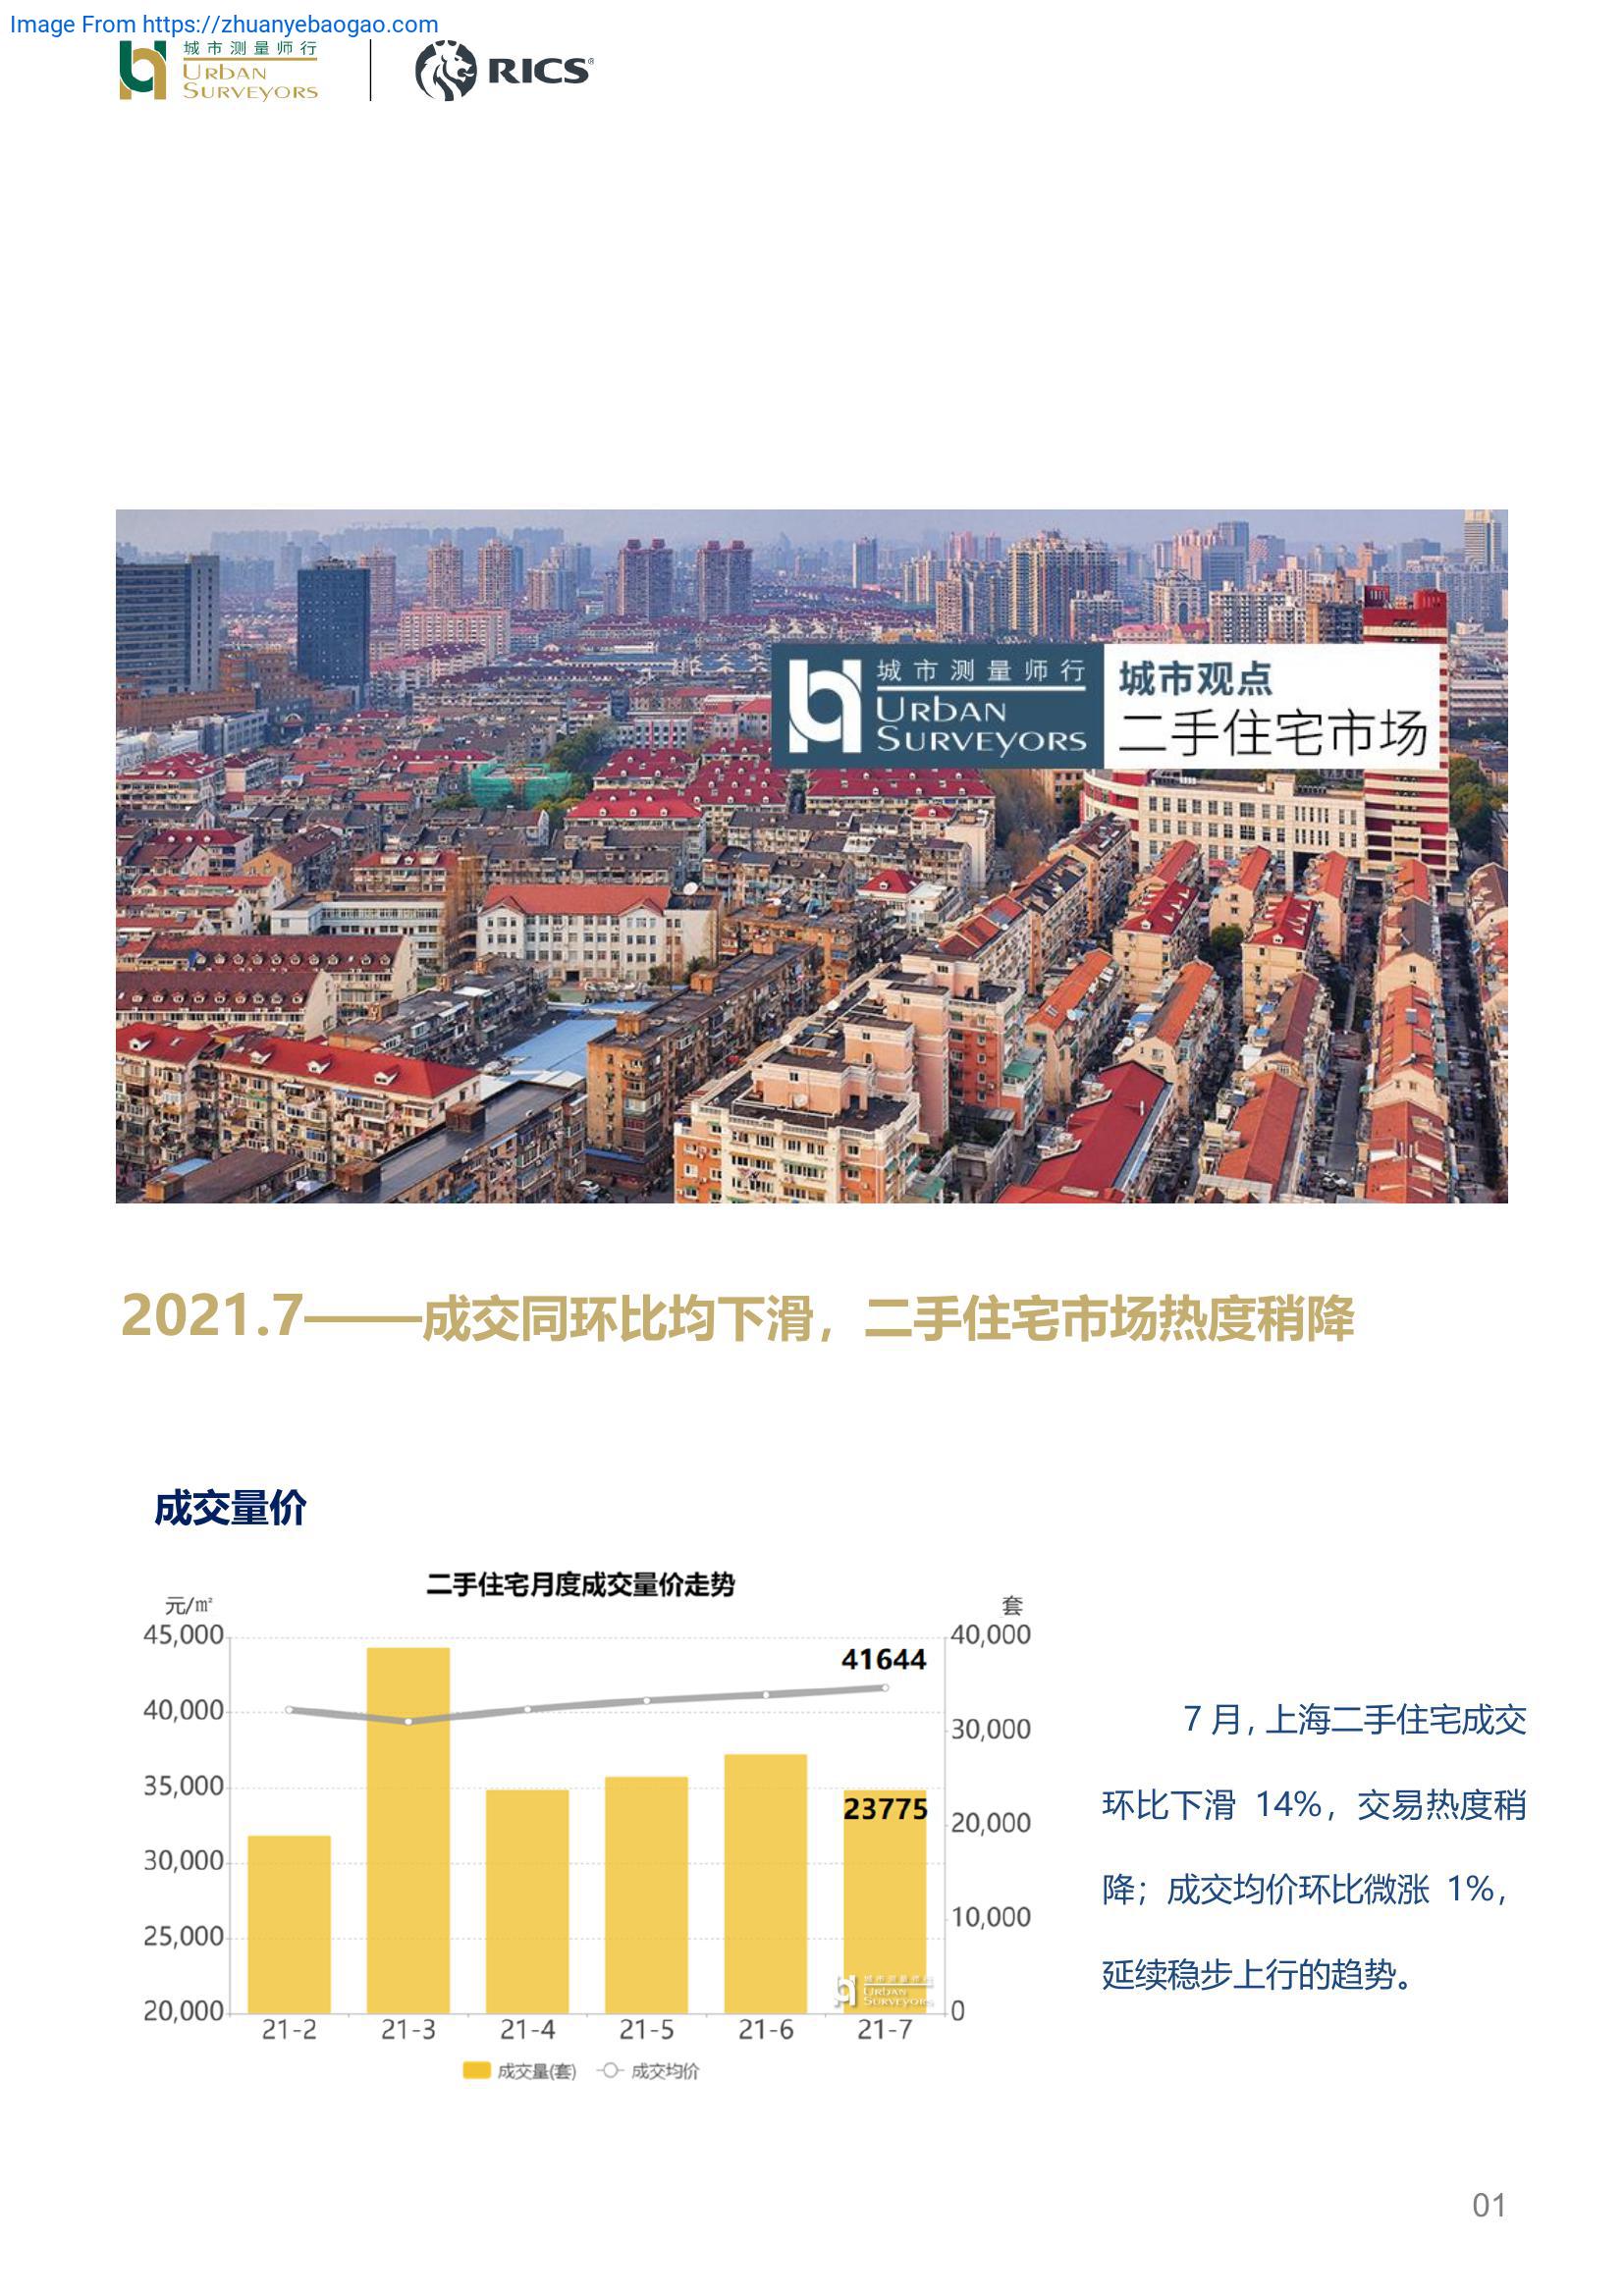 Image From https://zhuanyebaogao.com
城市测量师行
URBAN
SURVEYORS
RICS®
城市测量师行
URBAN
SURVEYORS
城市观点
二手住宅市场
2021.7——成交同环比均下滑，二手住宅市场热度稍降
成交量价
二手住宅月度成交量价走势
元/㎡
套
45,000
40,000
35,000
30,000
25,000
20,000
41644
23775
40,000
30,000
20,000
10,000
0
城市测量师行
URBAN
SURVEYORS
21-2 21-3 21-4 21-5 21-6 21-7
成交量(套) 成交均价
7 月，上海二手住宅成交
环比下滑 14%，交易热度稍
降；成交均价环比微涨 1%，
延续稳步上行的趋势。
01